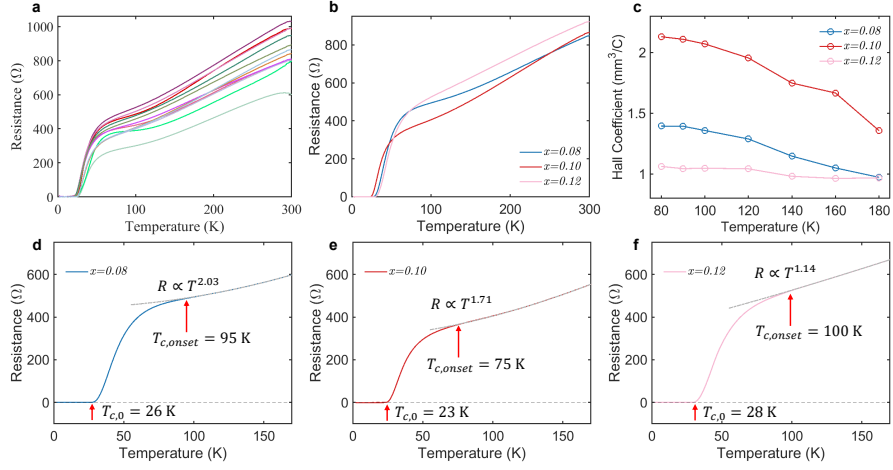 a
Resistance (Ω)
1000
800
600
400
200
0
0
100
200
300
Temperature (K)
b
Resistance (Ω)
800
600
400
200
0
0
100
200
300
Temperature (K)
x=0.08
x=0.10
x=0.12
c
Hall Coefficient (mm³/C)
2
1.5
1
80
100
120
140
160
180
Temperature (K)
x=0.08
x=0.10
x=0.12
d
Resistance (Ω)
600
400
200
0
0
50
100
150
Temperature (K)
x=0.08
R ∝ T^2.03
T_c,onset = 95 K
T_c,0 = 26 K
e
Resistance (Ω)
600
400
200
0
0
50
100
150
Temperature (K)
x=0.10
R ∝ T^1.71
T_c,onset = 75 K
T_c,0 = 23 K
f
Resistance (Ω)
600
400
200
0
0
50
100
150
Temperature (K)
x=0.12
R ∝ T^1.14
T_c,onset = 100 K
T_c,0 = 28 K